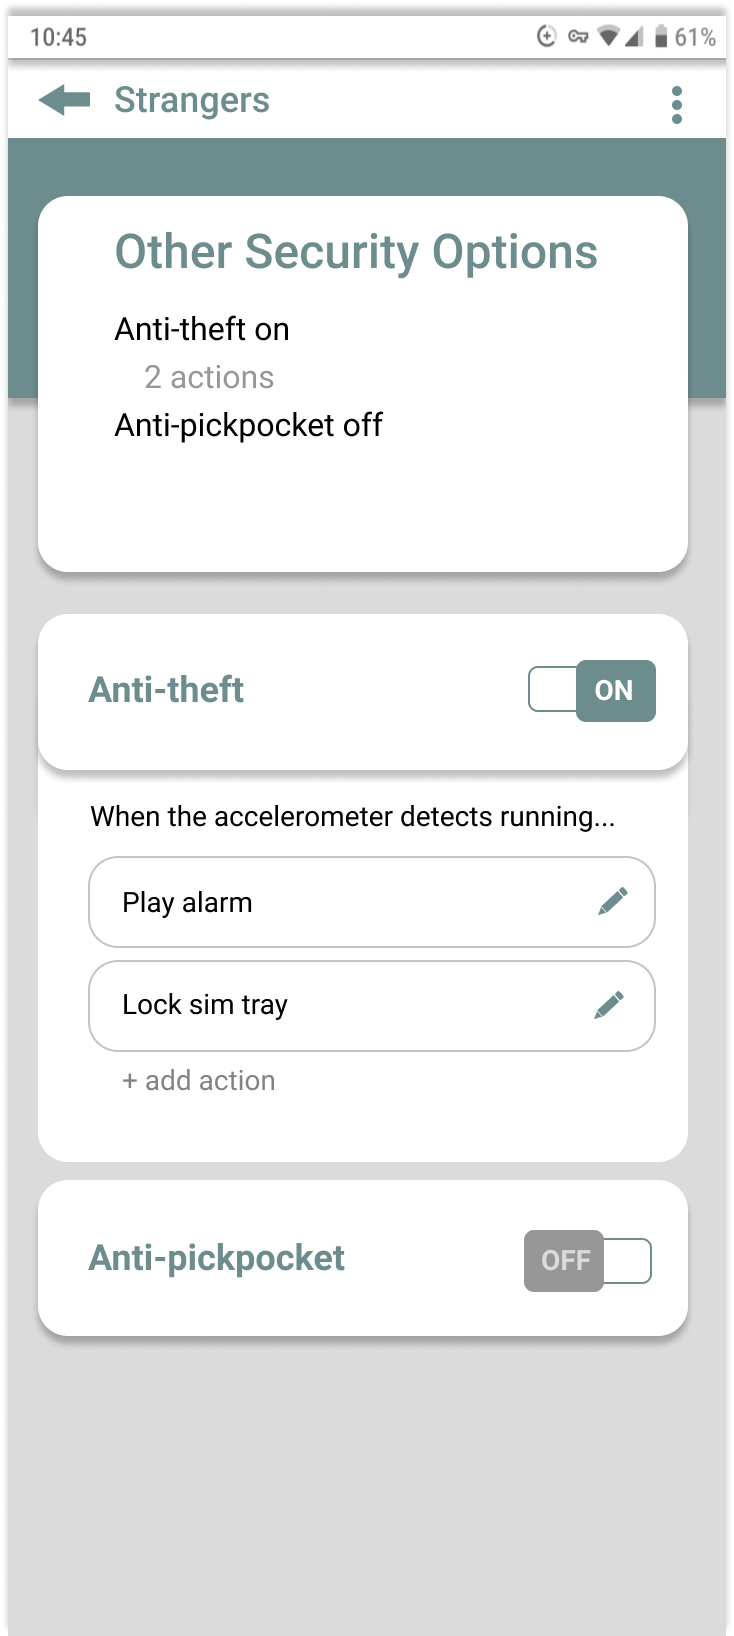 10:45
61%
Strangers
Other Security Options
Anti-theft on
2 actions
Anti-pickpocket off
Anti-theft
ON
When the accelerometer detects running...
Play alarm
Lock sim tray
+ add action
Anti-pickpocket
OFF